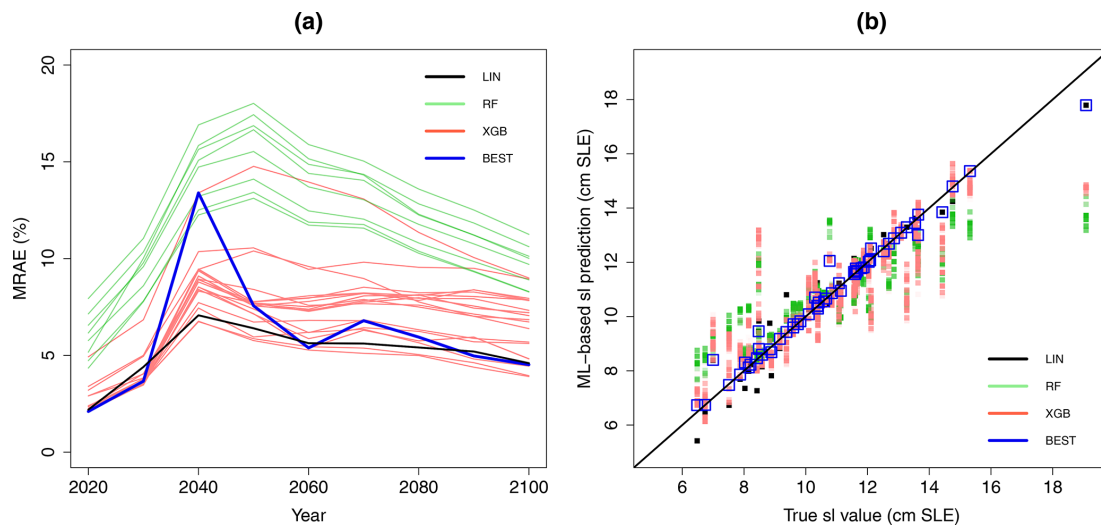 (a)
MRAE (%)
20
15
10
5
0
LIN
RF
XGB
BEST
2020
2040
2060
2080
2100
Year
(b)
ML−based sl prediction (cm SLE)
18
16
14
12
10
8
6
LIN
RF
XGB
BEST
6
8
10
12
14
16
18
True sl value (cm SLE)